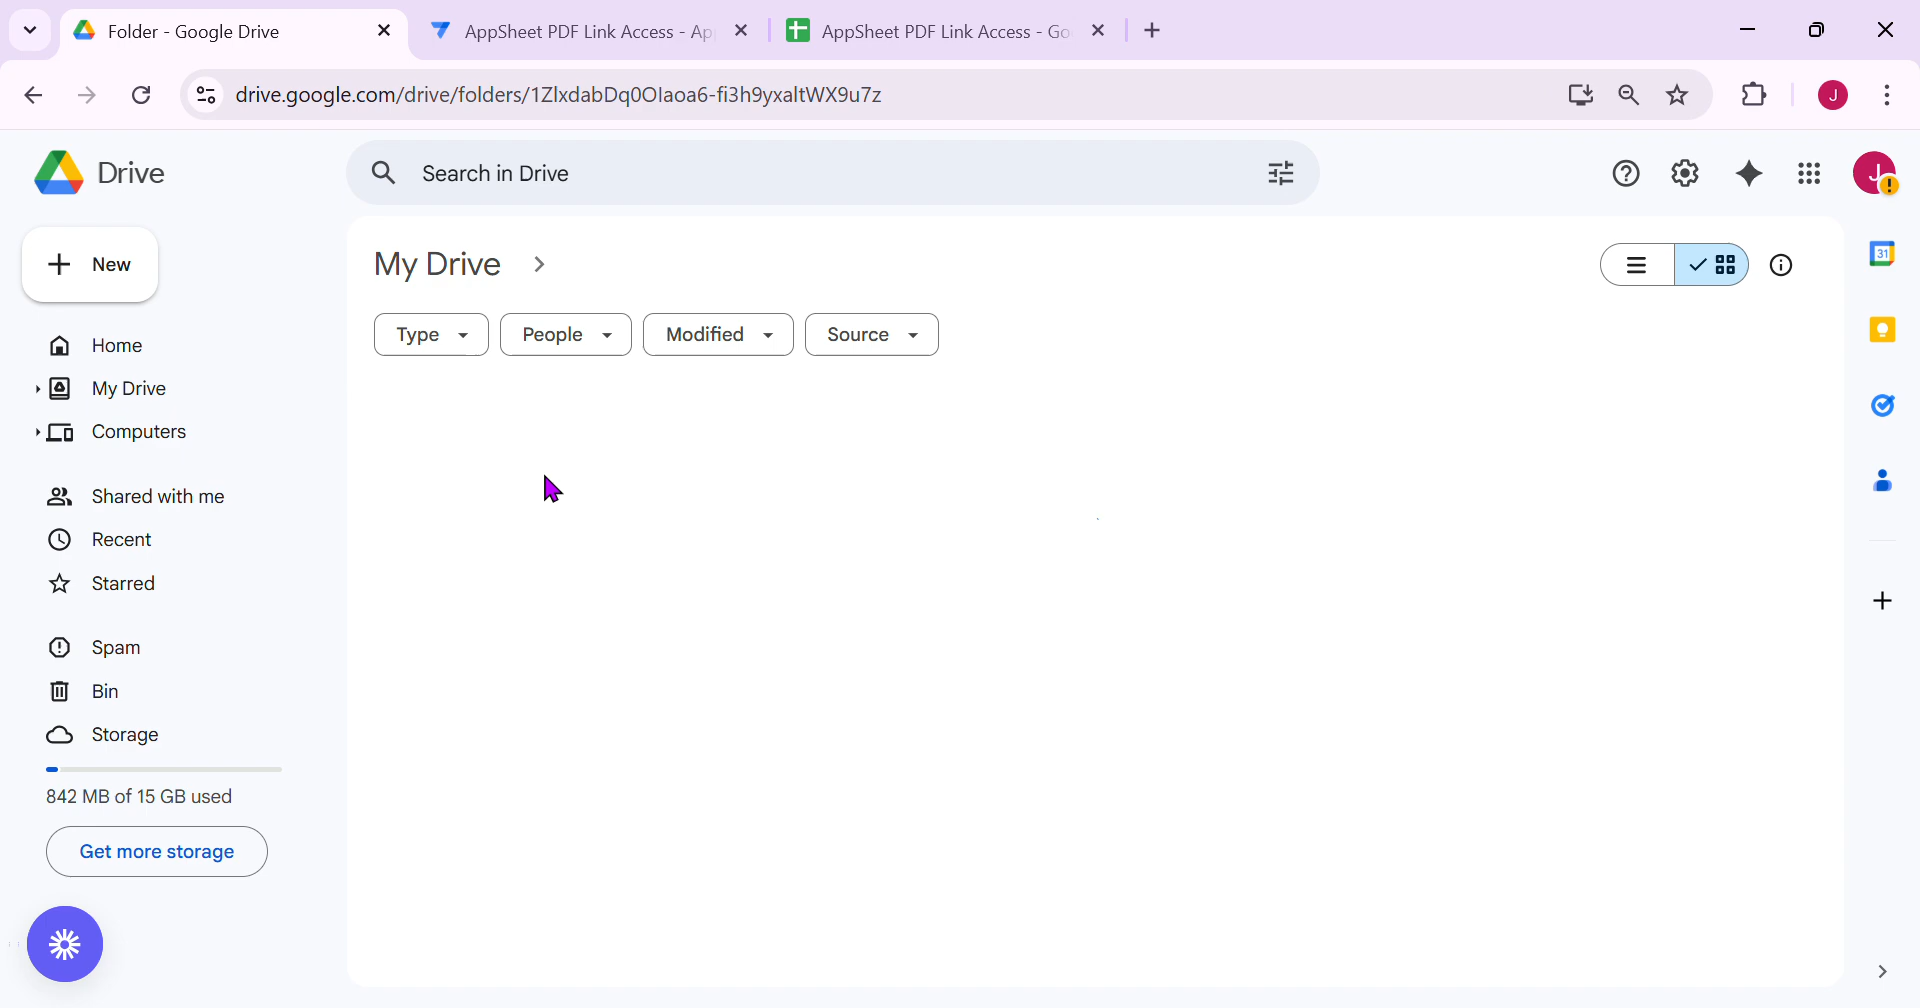 Folder - Google Drive
AppSheet PDF Link Access - Ap
AppSheet PDF Link Access - Go
drive.google.com/drive/folders/1ZlxdabDq0Olaoa6-fi3h9yxaltWX9u7z
J
Drive
Search in Drive
J
New
My Drive
31
Type
People
Modified
Source
Home
My Drive
Computers
Shared with me
Recent
Starred
Spam
Bin
Storage
842 MB of 15 GB used
Get more storage